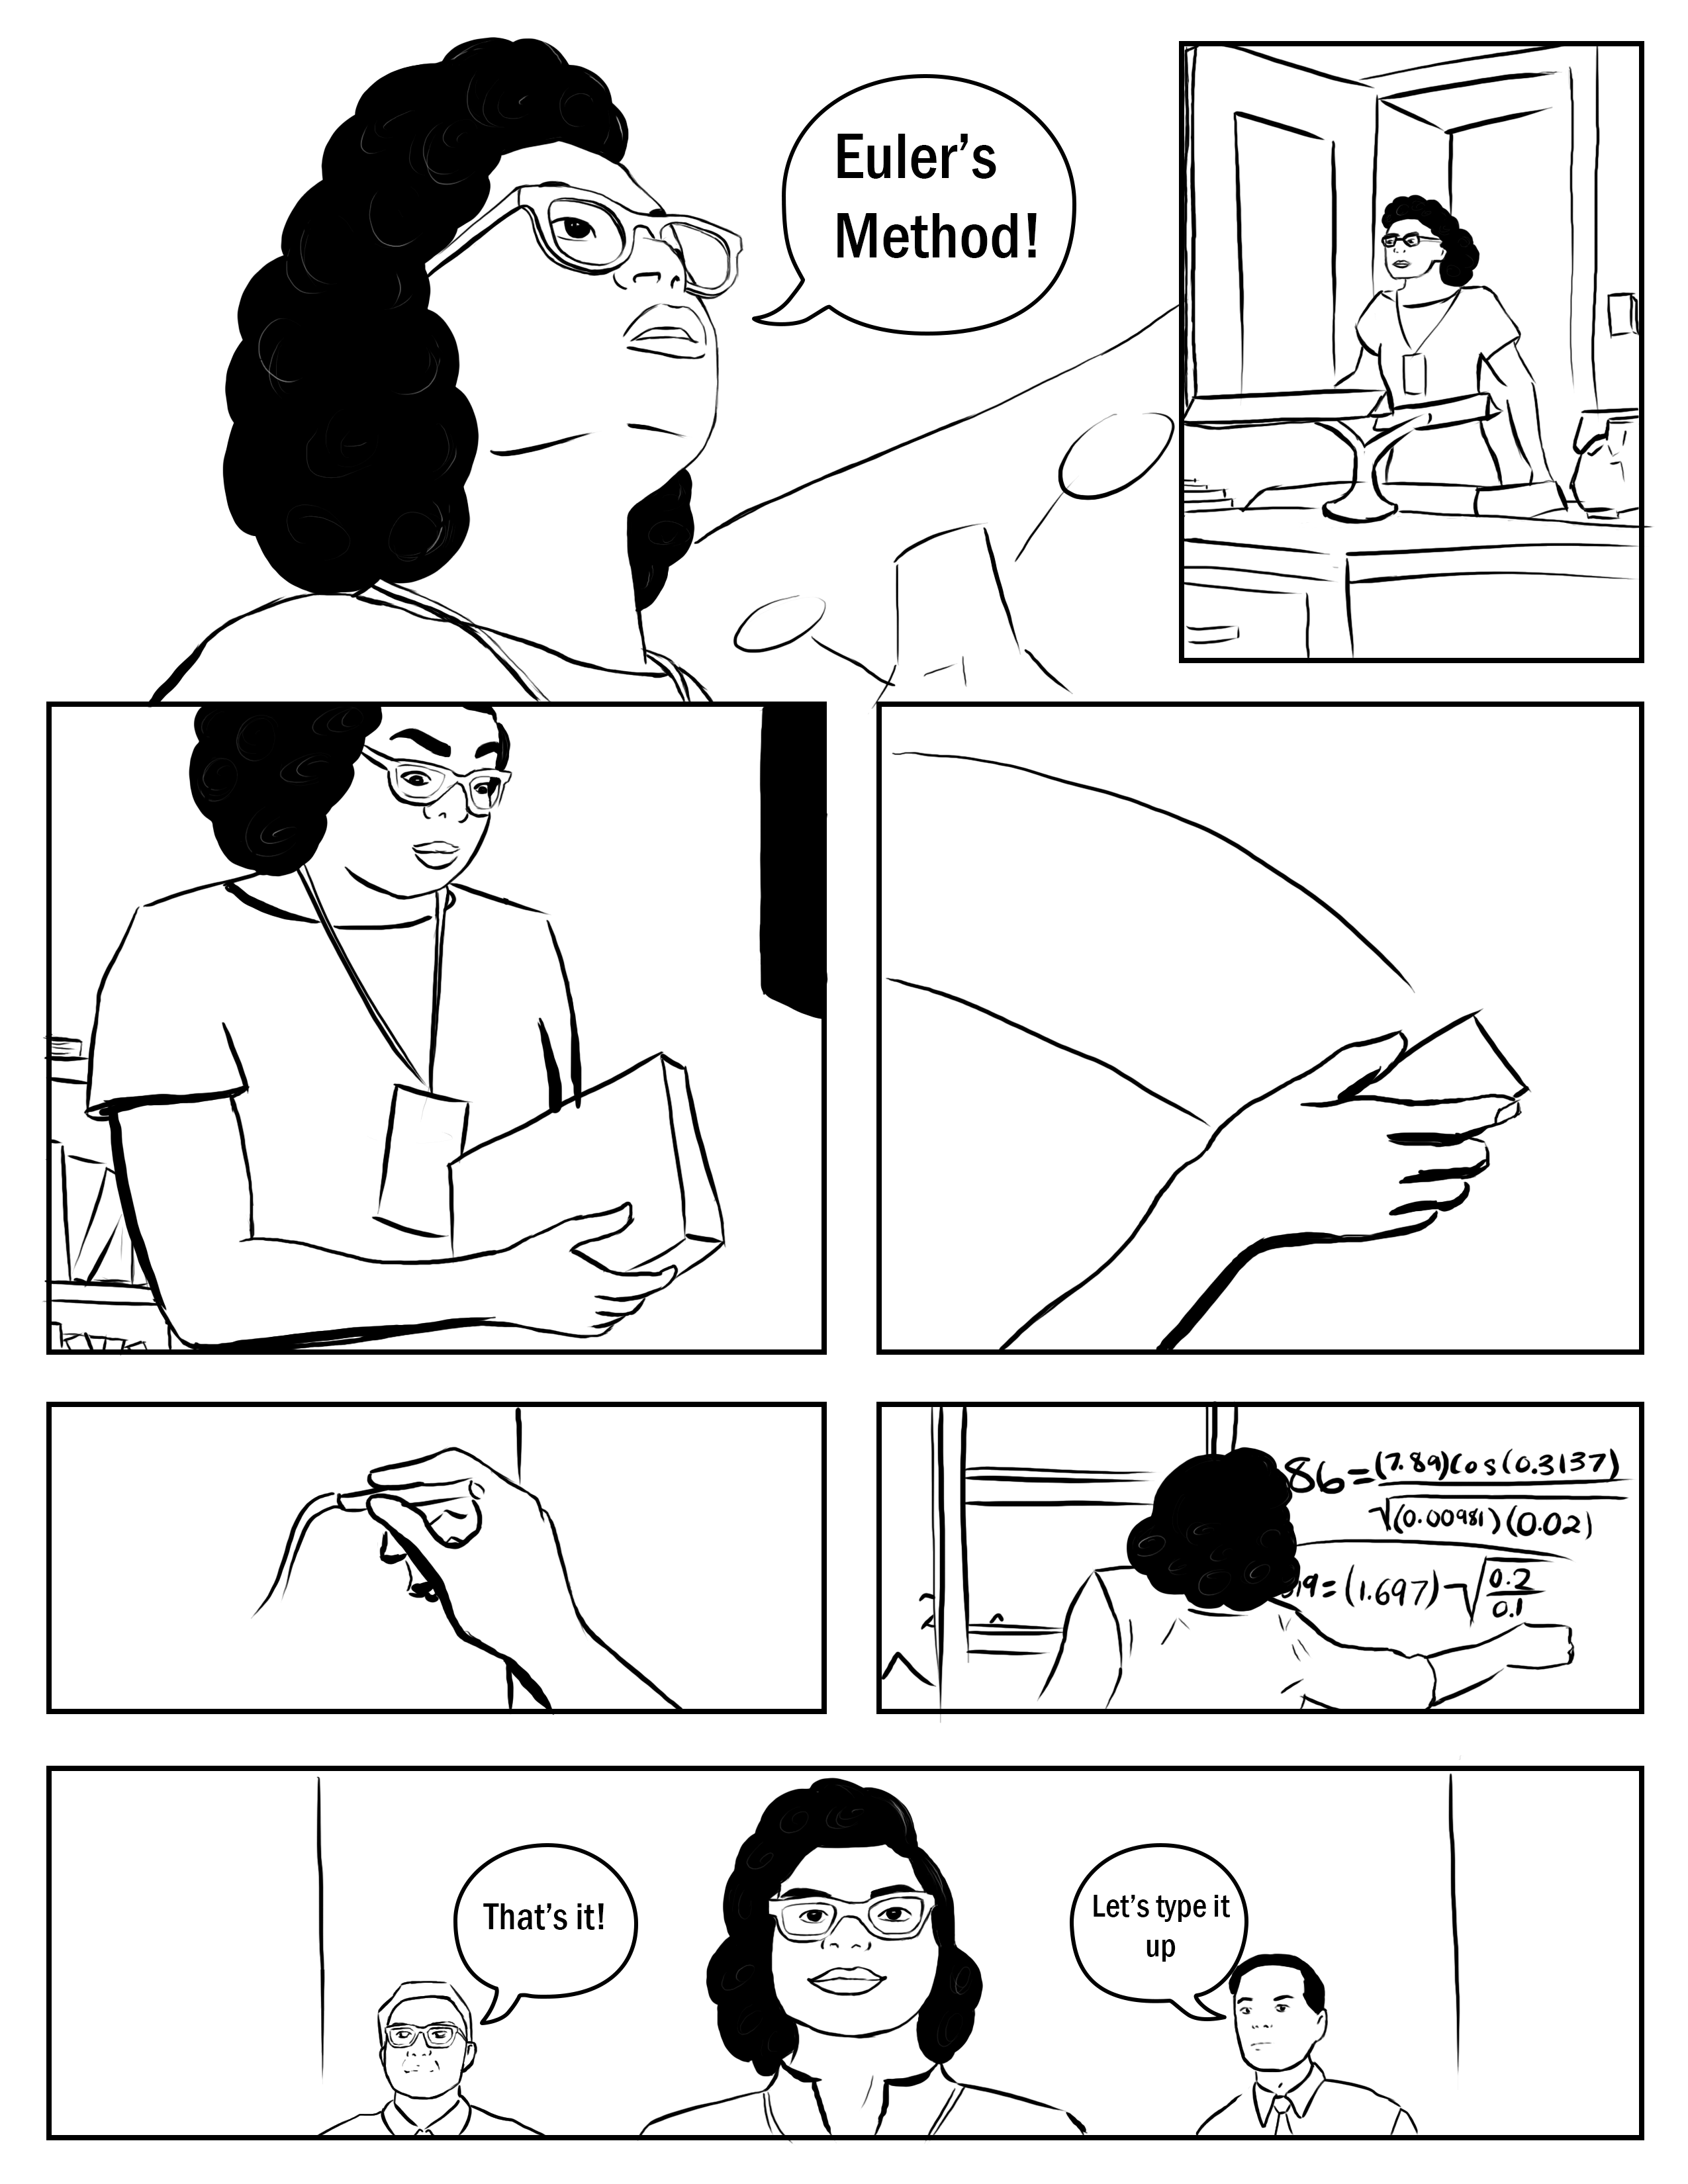 Euler's
Method!
86=(7.89)Cos(0.3137)
√(0.00981)(0.02)
19=(1.697)-√0.2
0.1
That's it!
Let's type it
up